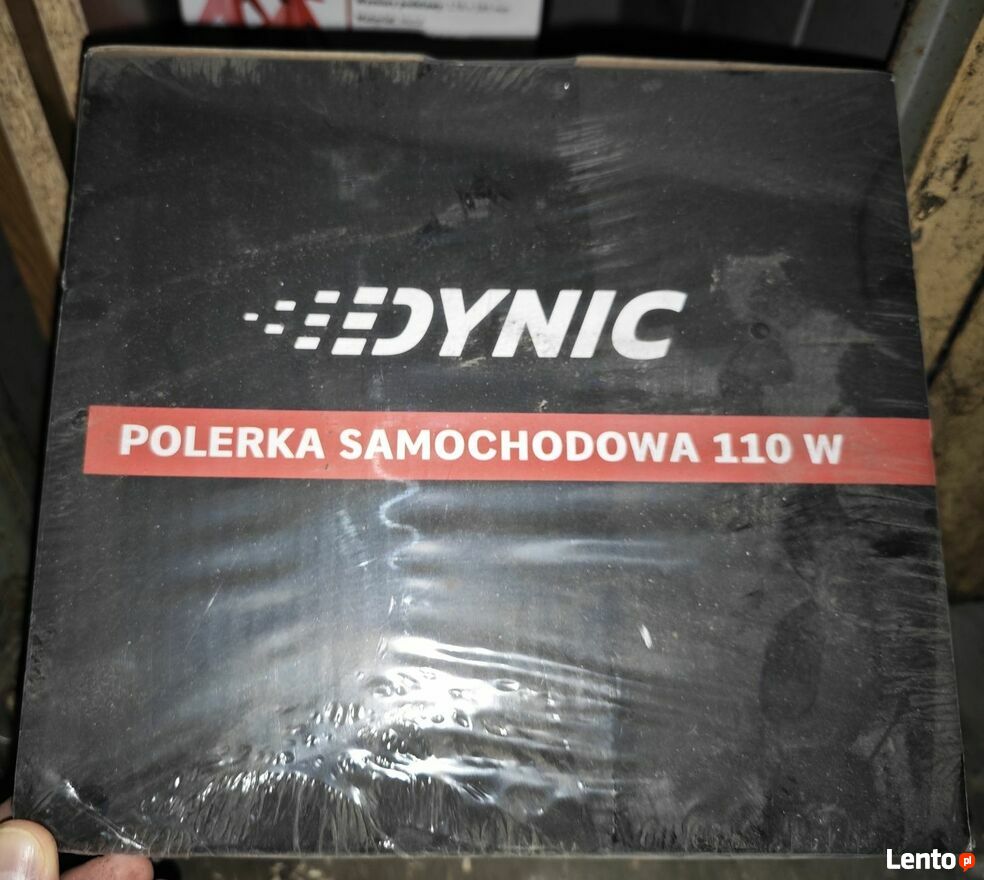 DYNIC
POLERKA SAMOCHODOWA 110 W
Lento.pl